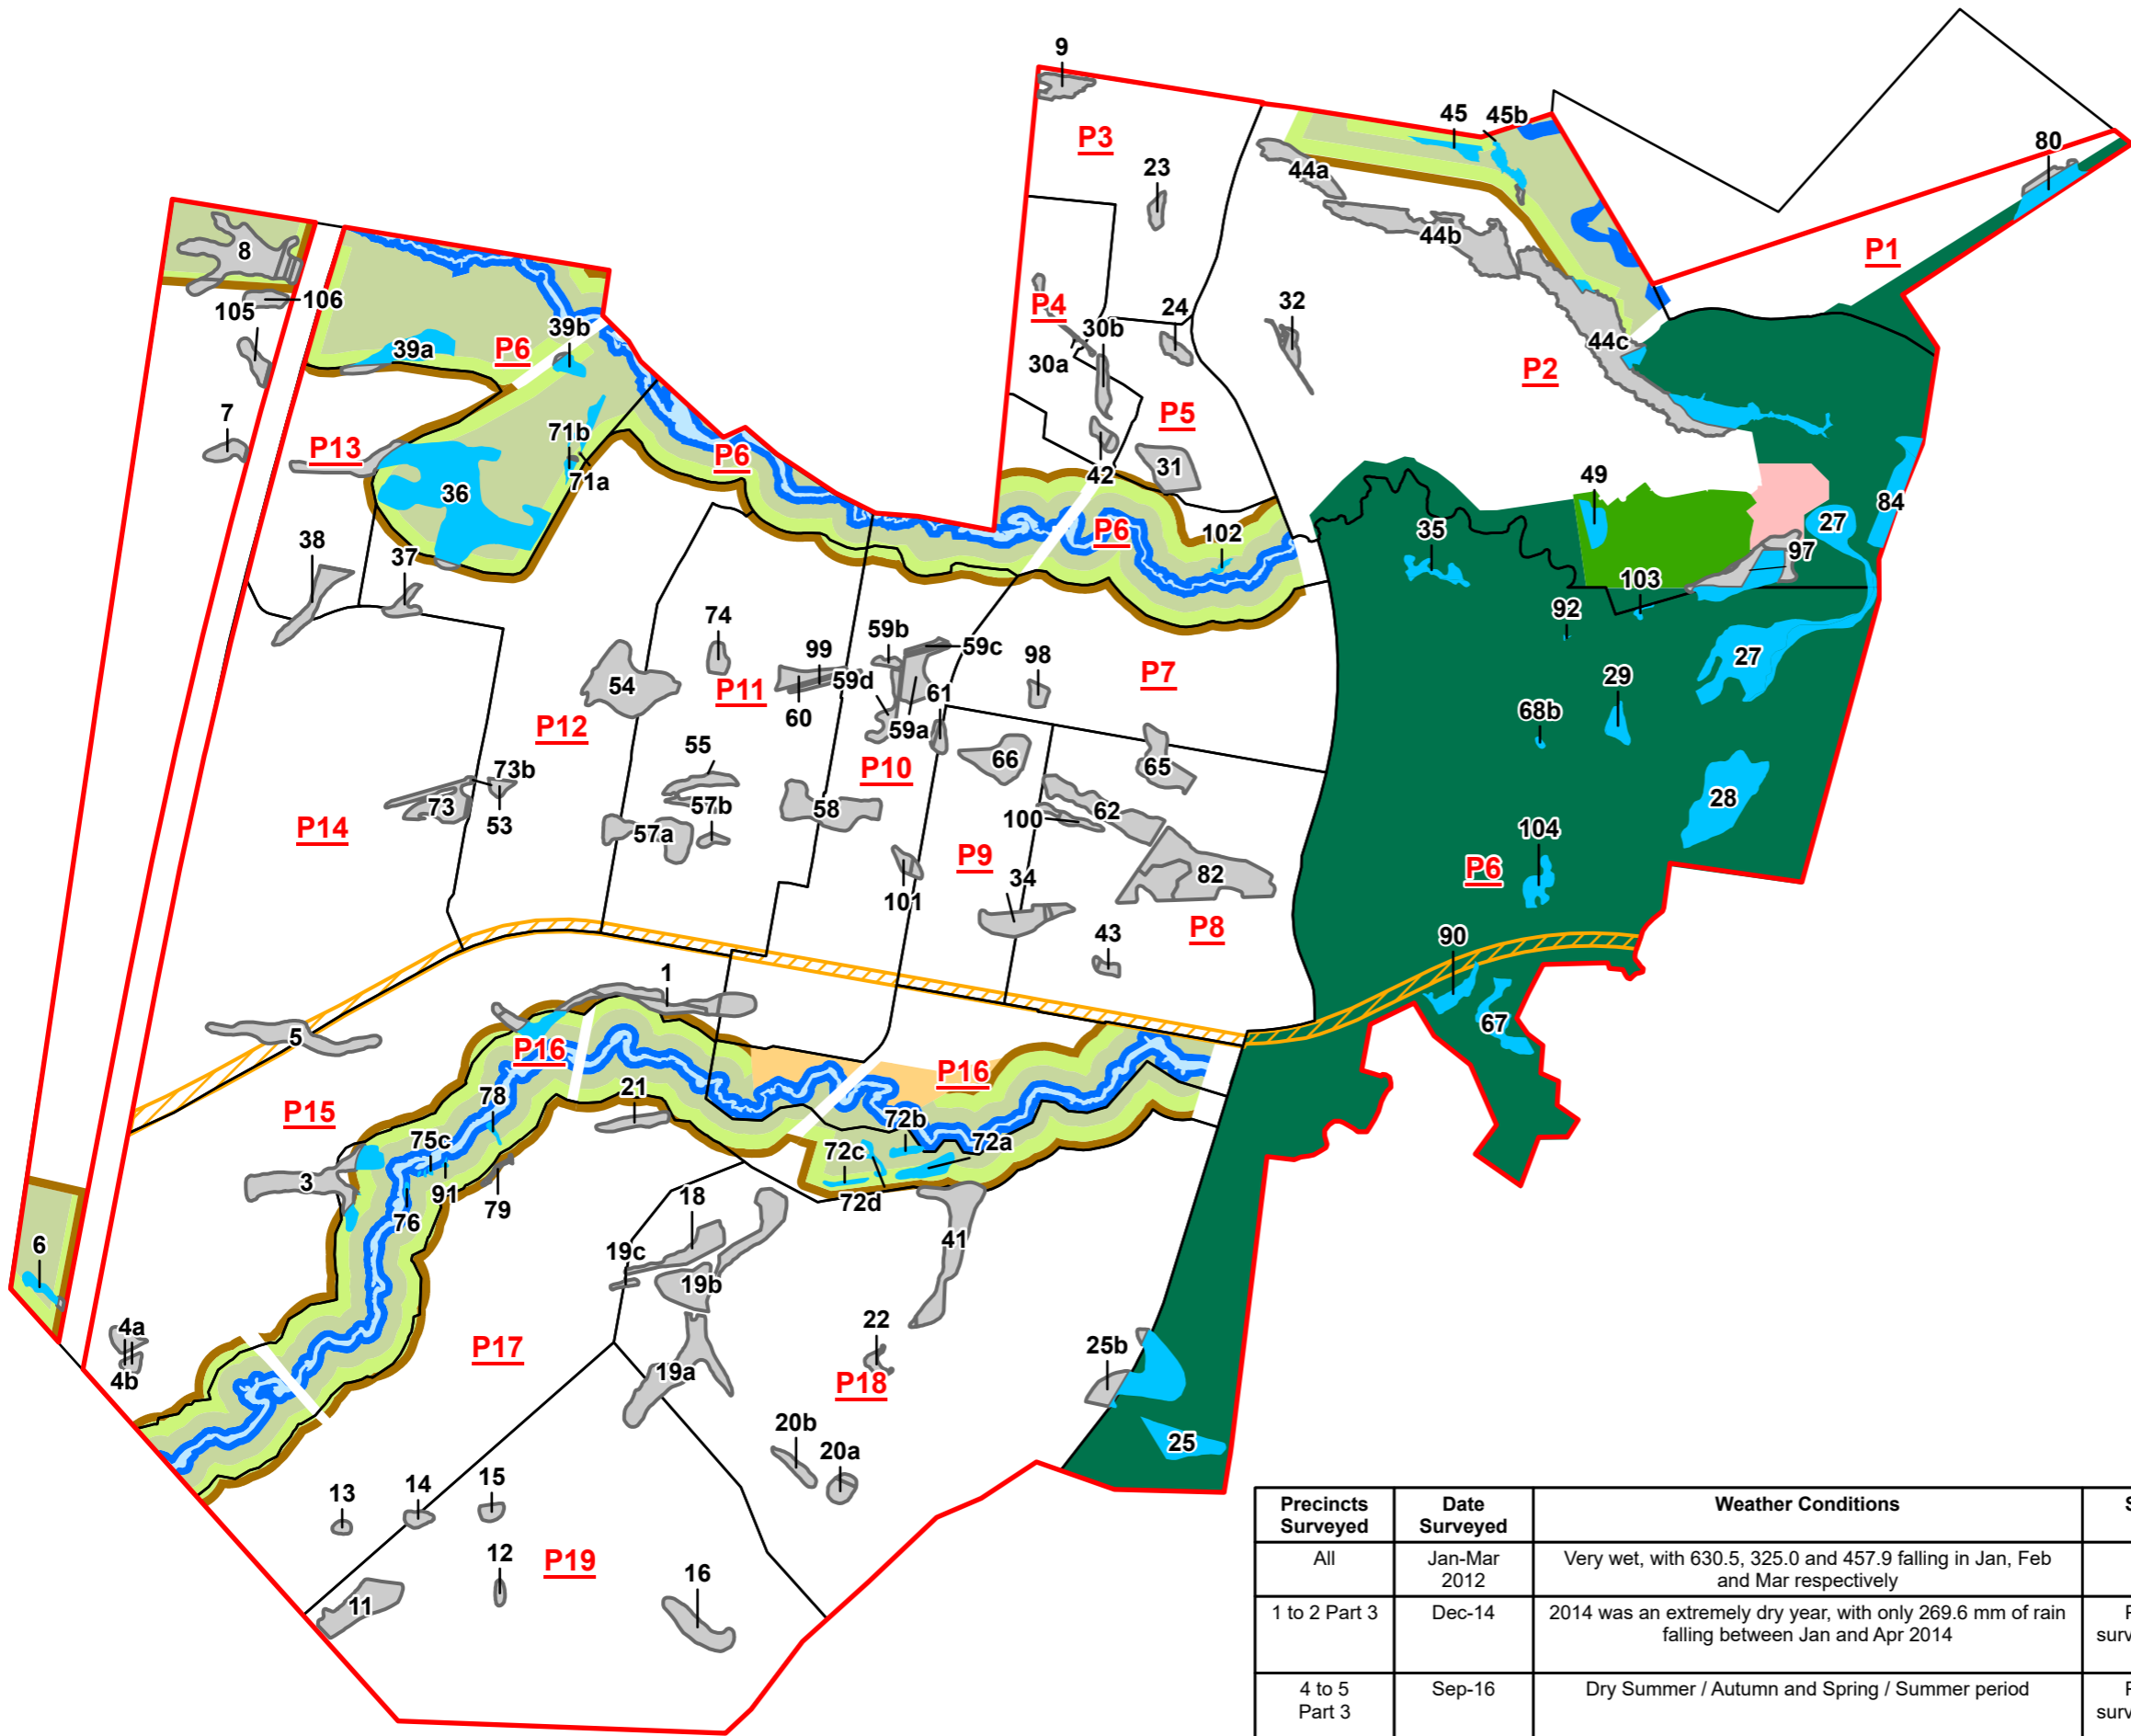 9
P3
23
45
45b
80
44a
44b
P1
8
105
106
39a
P6
39b
P4
30b
24
32
30a
44c
P2
7
P13
36
71b
71a
P6
P5
42
31
49
84
27
38
37
P6
102
35
97
103
92
74
99
59b
59c
98
P7
27
54
P11
59d
61
60
59a
29
68b
P12
55
66
65
P10
73b
73
53
57b
58
57a
100
62
28
P14
104
P9
34
82
P6
101
P8
43
90
1
5
67
P16
P16
21
P15
78
75c
72b
72a
72c
3
91
76
79
72d
18
6
19c
19b
41
4a
4b
P17
22
25b
19a
P18
20b
20a
25
13
14
15
12
P19
16
11
Precincts Date Weather Conditions
Surveyed Surveyed
All Jan-Mar Very wet, with 630.5, 325.0 and 457.9 falling in Jan, Feb
2012 and Mar respectively
1 to 2 Part 3 Dec-14 2014 was an extremely dry year, with only 269.6 mm of rain
falling between Jan and Apr 2014
4 to 5 Sep-16 Dry Summer / Autumn and Spring / Summer period
Part 3